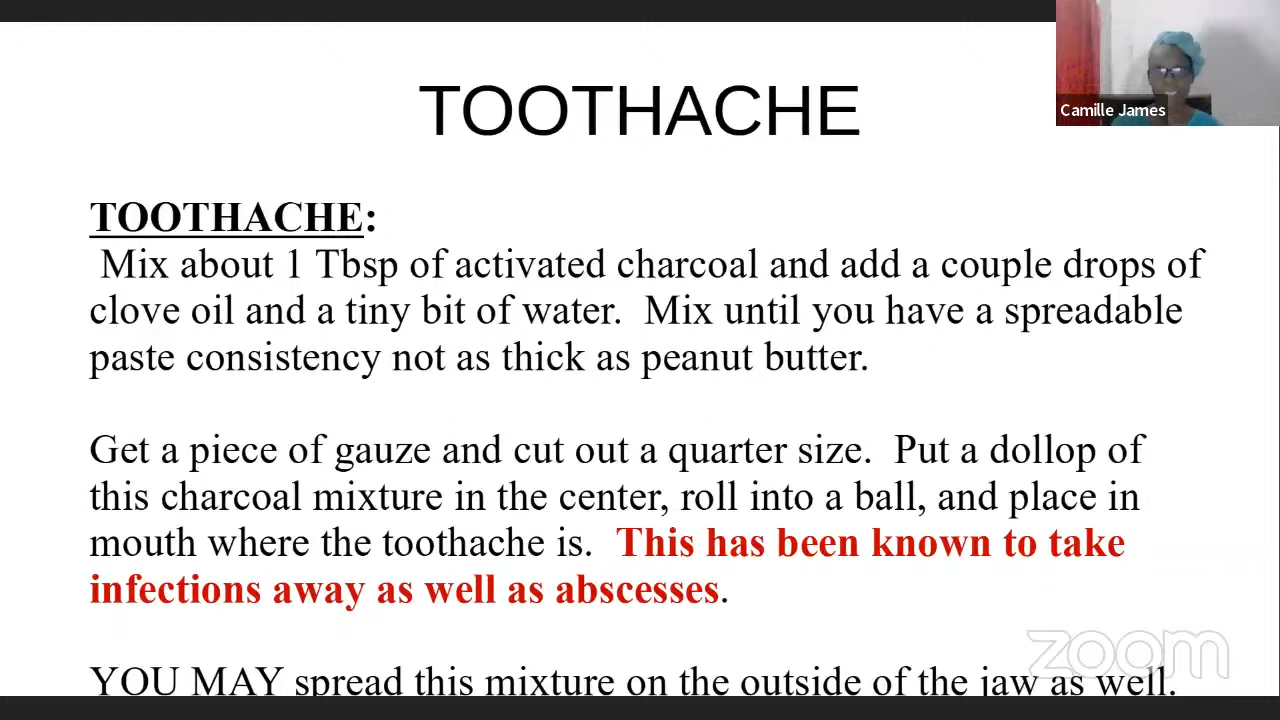 TOOTHACHE
Camille James
TOOTHACHE:
Mix about 1 Tbsp of activated charcoal and add a couple drops of
clove oil and a tiny bit of water.  Mix until you have a spreadable
paste consistency not as thick as peanut butter.
Get a piece of gauze and cut out a quarter size.  Put a dollop of
this charcoal mixture in the center, roll into a ball, and place in
mouth where the toothache is.  This has been known to take
infections away as well as abscesses.
zoom
YOU MAY spread this mixture on the outside of the jaw as well.